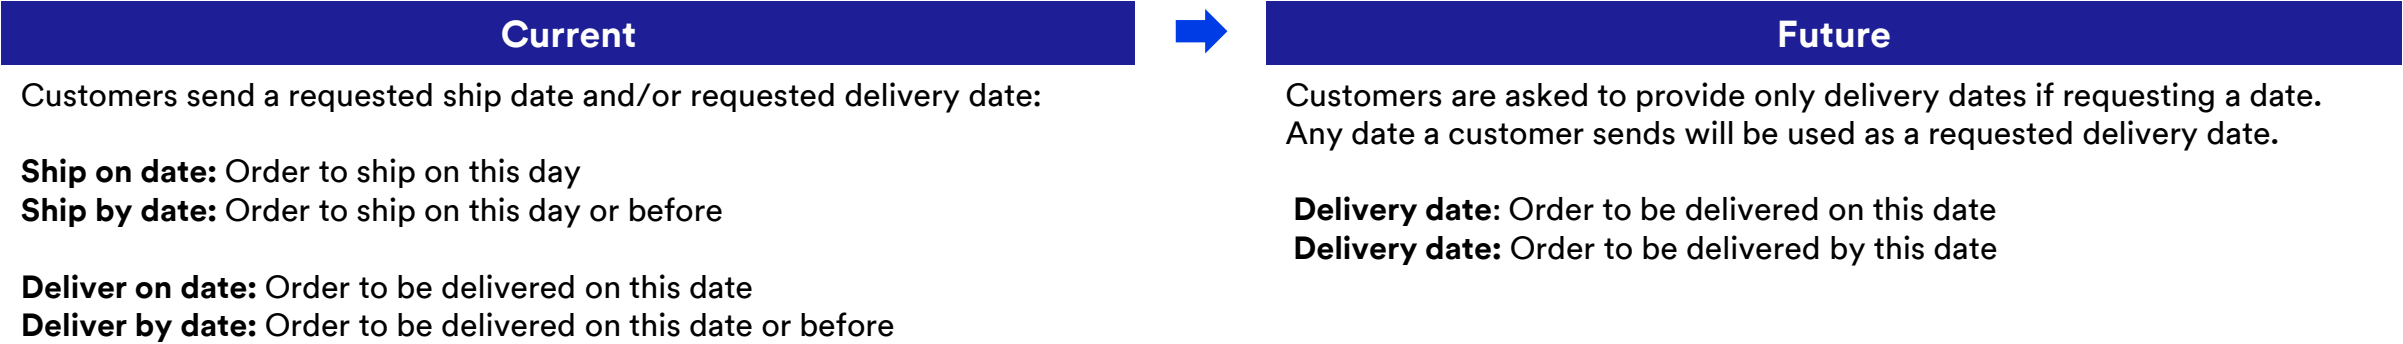 Current
Customers send a requested ship date and/or requested delivery date:
Ship on date: Order to ship on this day
Ship by date: Order to ship on this day or before
Deliver on date: Order to be delivered on this date
Deliver by date: Order to be delivered on this date or before
Future
Customers are asked to provide only delivery dates if requesting a date.
Any date a customer sends will be used as a requested delivery date.
Delivery date: Order to be delivered on this date
Delivery date: Order to be delivered by this date